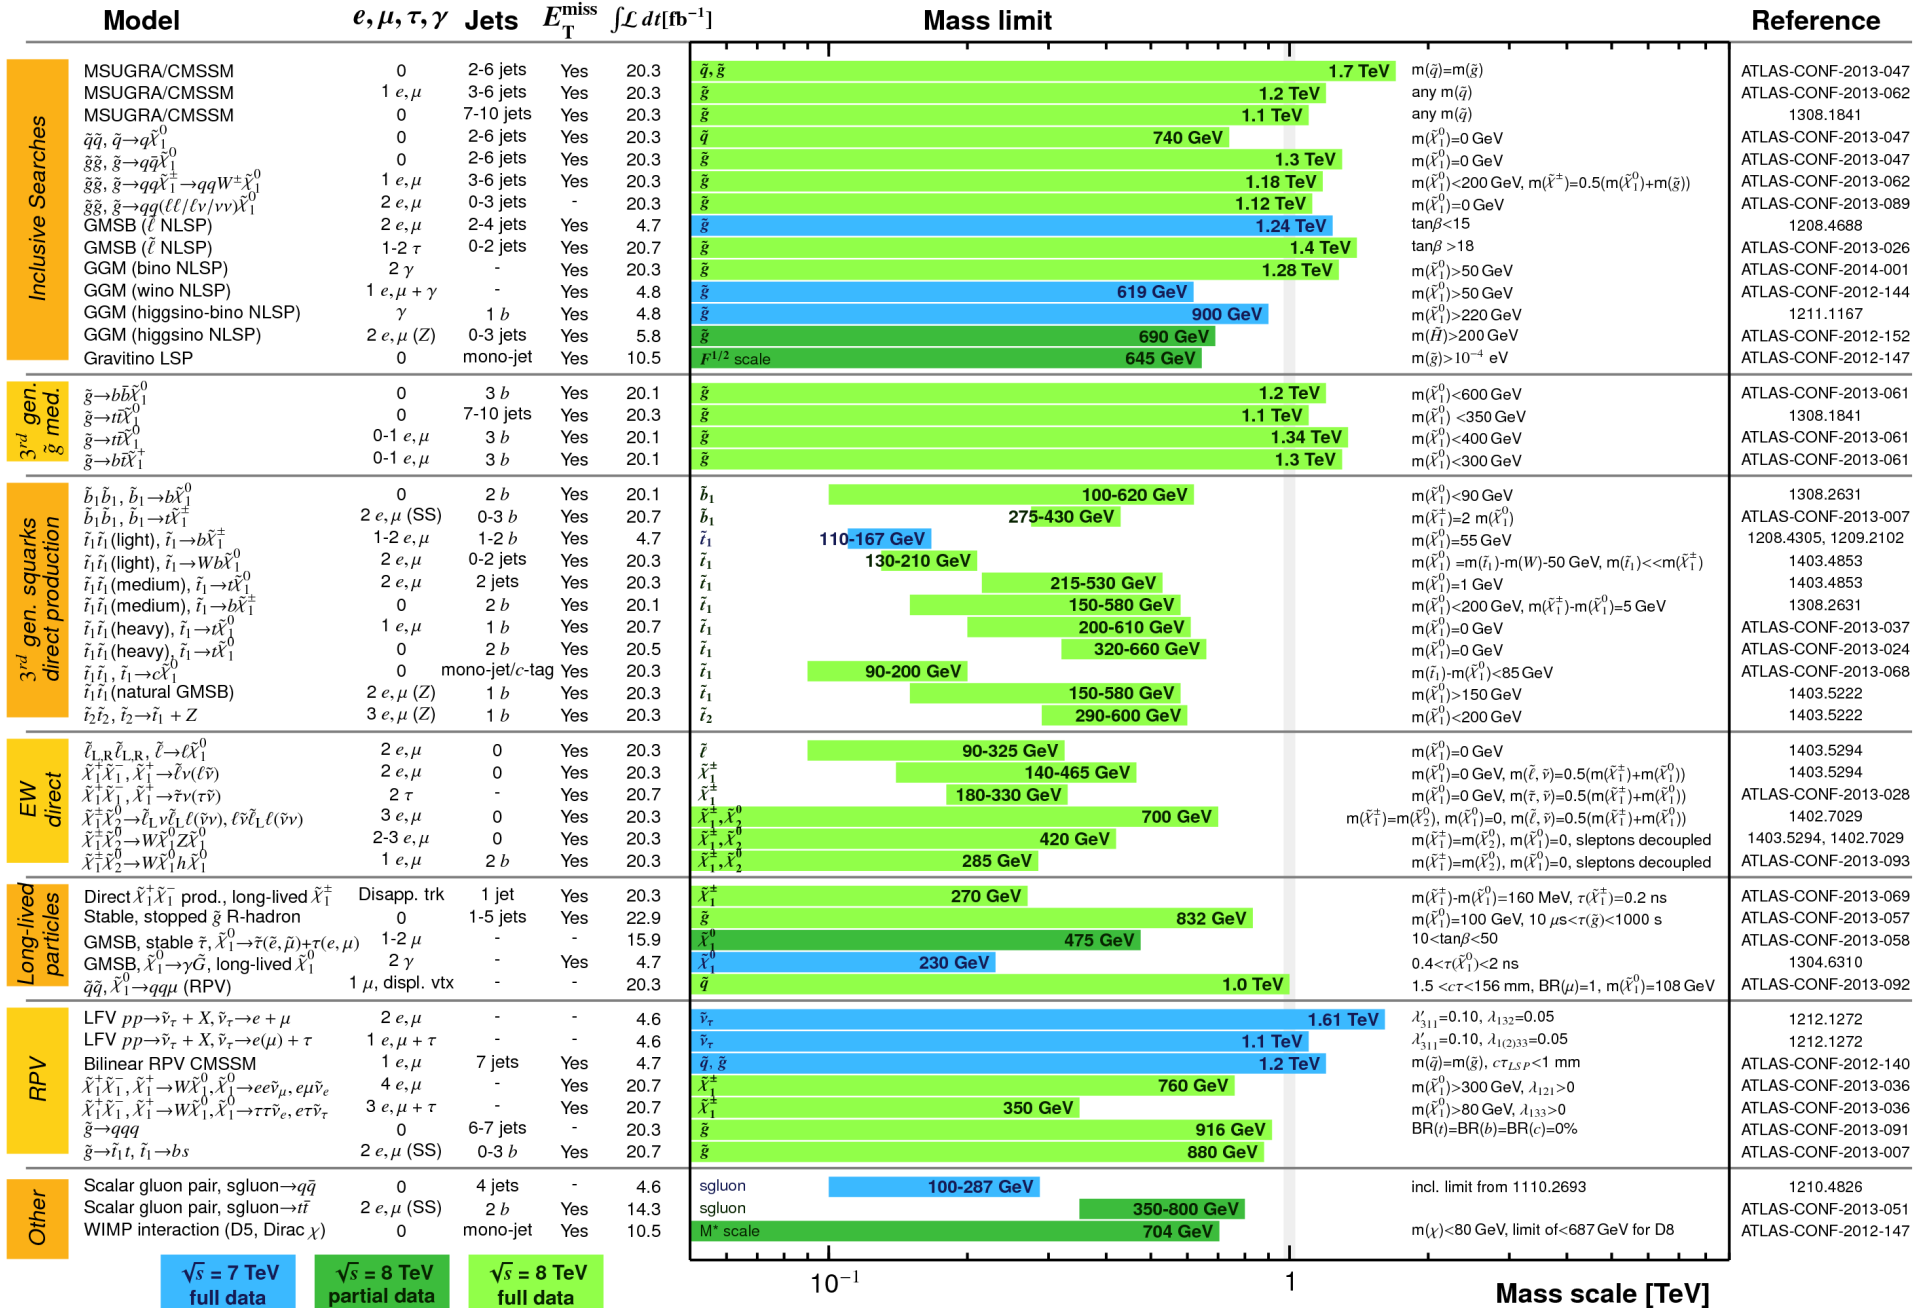 Model e, μ, τ, γ Jets E_T^miss ∫ℒ dt[fb⁻¹] Mass limit Reference
Inclusive Searches
MSUGRA/CMSSM 0 2-6 jets Yes 20.3 q̃, g̃ 1.7 TeV m(q̃)=m(g̃) ATLAS-CONF-2013-047
MSUGRA/CMSSM 1 e, μ 3-6 jets Yes 20.3 g̃ 1.2 TeV any m(q̃) ATLAS-CONF-2013-062
MSUGRA/CMSSM 0 7-10 jets Yes 20.3 g̃ 1.1 TeV any m(q̃) 1308.1841
q̃q̃, q̃→qχ̃₁⁰ 0 2-6 jets Yes 20.3 q̃ 740 GeV m(χ̃₁⁰)=0 GeV ATLAS-CONF-2013-047
g̃g̃, g̃→qq̄χ̃₁⁰ 0 2-6 jets Yes 20.3 g̃ 1.3 TeV m(χ̃₁⁰)=0 GeV ATLAS-CONF-2013-047
g̃g̃, g̃→qqχ̃₁±→qqW±χ̃₁⁰ 1 e, μ 3-6 jets Yes 20.3 g̃ 1.18 TeV m(χ̃₁⁰)<200 GeV, m(χ̃±)=0.5(m(χ̃₁⁰)+m(g̃)) ATLAS-CONF-2013-062
g̃g̃, g̃→qq(ℓℓ/ℓν/νν)χ̃₁⁰ 2 e, μ 0-3 jets - 20.3 g̃ 1.12 TeV m(χ̃₁⁰)=0 GeV ATLAS-CONF-2013-089
GMSB (ℓ̃ NLSP) 2 e, μ 2-4 jets Yes 4.7 g̃ 1.24 TeV tanβ<15 1208.4688
GMSB (ℓ̃ NLSP) 1-2 τ 0-2 jets Yes 20.7 g̃ 1.4 TeV tanβ >18 ATLAS-CONF-2013-026
GGM (bino NLSP) 2 γ - Yes 20.3 g̃ 1.28 TeV m(χ̃₁⁰)>50 GeV ATLAS-CONF-2014-001
GGM (wino NLSP) 1 e, μ + γ - Yes 4.8 g̃ 619 GeV m(χ̃₁⁰)>50 GeV ATLAS-CONF-2012-144
GGM (higgsino-bino NLSP) γ 1 b Yes 4.8 g̃ 900 GeV m(χ̃₁⁰)>220 GeV 1211.1167
GGM (higgsino NLSP) 2 e, μ (Z) 0-3 jets Yes 5.8 g̃ 690 GeV m(H̃)>200 GeV ATLAS-CONF-2012-152
Gravitino LSP 0 mono-jet Yes 10.5 F^1/2 scale 645 GeV m(g̃)>10⁻⁴ eV ATLAS-CONF-2012-147
3rd gen. g̃ med.
g̃→bb̄χ̃₁⁰ 0 3 b Yes 20.1 g̃ 1.2 TeV m(χ̃₁⁰)<600 GeV ATLAS-CONF-2013-061
g̃→tt̄χ̃₁⁰ 0 7-10 jets Yes 20.3 g̃ 1.1 TeV m(χ̃₁⁰) <350 GeV 1308.1841
g̃→tt̄χ̃₁⁰ 0-1 e, μ 3 b Yes 20.1 g̃ 1.34 TeV m(χ̃₁⁰)<400 GeV ATLAS-CONF-2013-061
g̃→bt̄χ̃₁⁺ 0-1 e, μ 3 b Yes 20.1 g̃ 1.3 TeV m(χ̃₁⁰)<300 GeV ATLAS-CONF-2013-061
3rd gen. squarks direct production
b̃₁b̃₁, b̃₁→bχ̃₁⁰ 0 2 b Yes 20.1 b̃₁ 100-620 GeV m(χ̃₁⁰)<90 GeV 1308.2631
b̃₁b̃₁, b̃₁→tχ̃₁± 2 e, μ (SS) 0-3 b Yes 20.7 b̃₁ 275-430 GeV m(χ̃₁±)=2 m(χ̃₁⁰) ATLAS-CONF-2013-007
t̃₁t̃₁(light), t̃₁→bχ̃₁± 1-2 e, μ 1-2 b Yes 4.7 t̃₁ 110-167 GeV m(χ̃₁⁰)=55 GeV 1208.4305, 1209.2102
t̃₁t̃₁(light), t̃₁→Wbχ̃₁⁰ 2 e, μ 0-2 jets Yes 20.3 t̃₁ 130-210 GeV m(χ̃₁⁰) =m(t̃₁)-m(W)-50 GeV, m(t̃₁)<<m(χ̃₁±) 1403.4853
t̃₁t̃₁(medium), t̃₁→tχ̃₁⁰ 2 e, μ 2 jets Yes 20.3 t̃₁ 215-530 GeV m(χ̃₁⁰)=1 GeV 1403.4853
t̃₁t̃₁(medium), t̃₁→bχ̃₁± 0 2 b Yes 20.1 t̃₁ 150-580 GeV m(χ̃₁⁰)<200 GeV, m(χ̃₁±)-m(χ̃₁⁰)=5 GeV 1308.2631
t̃₁t̃₁(heavy), t̃₁→tχ̃₁⁰ 1 e, μ 1 b Yes 20.7 t̃₁ 200-610 GeV m(χ̃₁⁰)=0 GeV ATLAS-CONF-2013-037
t̃₁t̃₁(heavy), t̃₁→tχ̃₁⁰ 0 2 b Yes 20.5 t̃₁ 320-660 GeV m(χ̃₁⁰)=0 GeV ATLAS-CONF-2013-024
t̃₁t̃₁, t̃₁→cχ̃₁⁰ 0 mono-jet/c-tag Yes 20.3 t̃₁ 90-200 GeV m(t̃₁)-m(χ̃₁⁰)<85 GeV ATLAS-CONF-2013-068
t̃₁t̃₁(natural GMSB) 2 e, μ (Z) 1 b Yes 20.3 t̃₁ 150-580 GeV m(χ̃₁⁰)>150 GeV 1403.5222
t̃₂t̃₂, t̃₂→t̃₁ + Z 3 e, μ (Z) 1 b Yes 20.3 t̃₂ 290-600 GeV m(χ̃₁⁰)<200 GeV 1403.5222
EW direct
ℓ̃L,Rℓ̃L,R, ℓ̃→ℓχ̃₁⁰ 2 e, μ 0 Yes 20.3 ℓ̃ 90-325 GeV m(χ̃₁⁰)=0 GeV 1403.5294
χ̃₁⁺χ̃₁⁻, χ̃₁⁺→ℓ̃ν(ℓν̃) 2 e, μ 0 Yes 20.3 χ̃₁± 140-465 GeV m(χ̃₁⁰)=0 GeV, m(ℓ̃, ν̃)=0.5(m(χ̃₁±)+m(χ̃₁⁰)) 1403.5294
χ̃₁⁺χ̃₁⁻, χ̃₁⁺→τ̃ν(τν̃) 2 τ - Yes 20.7 χ̃₁± 180-330 GeV m(χ̃₁⁰)=0 GeV, m(τ̃, ν̃)=0.5(m(χ̃₁±)+m(χ̃₁⁰)) ATLAS-CONF-2013-028
χ̃₁±χ̃₂⁰→ℓ̃Lνℓ̃Lℓ(ν̃ν), ℓν̃ℓ̃Lℓ(ν̃ν) 3 e, μ 0 Yes 20.3 χ̃₁±, χ̃₂⁰ 700 GeV m(χ̃₁±)=m(χ̃₂⁰), m(χ̃₁⁰)=0, m(ℓ̃, ν̃)=0.5(m(χ̃₁±)+m(χ̃₁⁰)) 1402.7029
χ̃₁±χ̃₂⁰→Wχ̃₁⁰Zχ̃₁⁰ 2-3 e, μ 0 Yes 20.3 χ̃₁±, χ̃₂⁰ 420 GeV m(χ̃₁±)=m(χ̃₂⁰), m(χ̃₁⁰)=0, sleptons decoupled 1403.5294, 1402.7029
χ̃₁±χ̃₂⁰→Wχ̃₁⁰hχ̃₁⁰ 1 e, μ 2 b Yes 20.3 χ̃₁±, χ̃₂⁰ 285 GeV m(χ̃₁±)=m(χ̃₂⁰), m(χ̃₁⁰)=0, sleptons decoupled ATLAS-CONF-2013-093
Long-lived particles
Direct χ̃₁⁺χ̃₁⁻ prod., long-lived χ̃₁± Disapp. trk 1 jet Yes 20.3 χ̃₁± 270 GeV m(χ̃₁±)-m(χ̃₁⁰)=160 MeV, τ(χ̃₁±)=0.2 ns ATLAS-CONF-2013-069
Stable, stopped g̃ R-hadron 0 1-5 jets Yes 22.9 g̃ 832 GeV m(χ̃₁⁰)=100 GeV, 10 μs<τ(g̃)<1000 s ATLAS-CONF-2013-057
GMSB, stable τ̃, χ̃₁⁰→τ̃(ẽ, μ̃)+τ(e, μ) 1-2 μ - - 15.9 χ̃₁⁰ 475 GeV 10<tanβ<50 ATLAS-CONF-2013-058
GMSB, χ̃₁⁰→γG̃, long-lived χ̃₁⁰ 2 γ - Yes 4.7 χ̃₁⁰ 230 GeV 0.4<τ(χ̃₁⁰)<2 ns 1304.6310
q̃q̃, χ̃₁⁰→qqμ (RPV) 1 μ, displ. vtx - - 20.3 q̃ 1.0 TeV 1.5 <cτ<156 mm, BR(μ)=1, m(χ̃₁⁰)=108 GeV ATLAS-CONF-2013-092
RPV
LFV pp→ν̃τ + X, ν̃τ→e + μ 2 e, μ - - 4.6 ν̃τ 1.61 TeV λ′₃₁₁=0.10, λ₁₃₂=0.05 1212.1272
LFV pp→ν̃τ + X, ν̃τ→e(μ) + τ 1 e, μ + τ - - 4.6 ν̃τ 1.1 TeV λ′₃₁₁=0.10, λ₁₍₂₎₃₃=0.05 1212.1272
Bilinear RPV CMSSM 1 e, μ 7 jets Yes 4.7 q̃, g̃ 1.2 TeV m(q̃)=m(g̃), cτLSP<1 mm ATLAS-CONF-2012-140
χ̃₁⁺χ̃₁⁻, χ̃₁⁺→Wχ̃₁⁰, χ̃₁⁰→eeν̃μ, eμν̃e 4 e, μ - Yes 20.7 χ̃₁± 760 GeV m(χ̃₁⁰)>300 GeV, λ₁₂₁>0 ATLAS-CONF-2013-036
χ̃₁⁺χ̃₁⁻, χ̃₁⁺→Wχ̃₁⁰, χ̃₁⁰→ττν̃e, eτν̃τ 3 e, μ + τ - Yes 20.7 χ̃₁± 350 GeV m(χ̃₁⁰)>80 GeV, λ₁₃₃>0 ATLAS-CONF-2013-036
g̃→qqq 0 6-7 jets - 20.3 g̃ 916 GeV BR(t)=BR(b)=BR(c)=0% ATLAS-CONF-2013-091
g̃→t̃₁t, t̃₁→bs 2 e, μ (SS) 0-3 b Yes 20.7 g̃ 880 GeV ATLAS-CONF-2013-007
Other
Scalar gluon pair, sgluon→qq̄ 0 4 jets - 4.6 sgluon 100-287 GeV incl. limit from 1110.2693 1210.4826
Scalar gluon pair, sgluon→tt̄ 2 e, μ (SS) 2 b Yes 14.3 sgluon 350-800 GeV ATLAS-CONF-2013-051
WIMP interaction (D5, Dirac χ) 0 mono-jet Yes 10.5 M* scale 704 GeV m(χ)<80 GeV, limit of<687 GeV for D8 ATLAS-CONF-2012-147
√s = 7 TeV full data
√s = 8 TeV partial data
√s = 8 TeV full data
10⁻¹ 1
Mass scale [TeV]